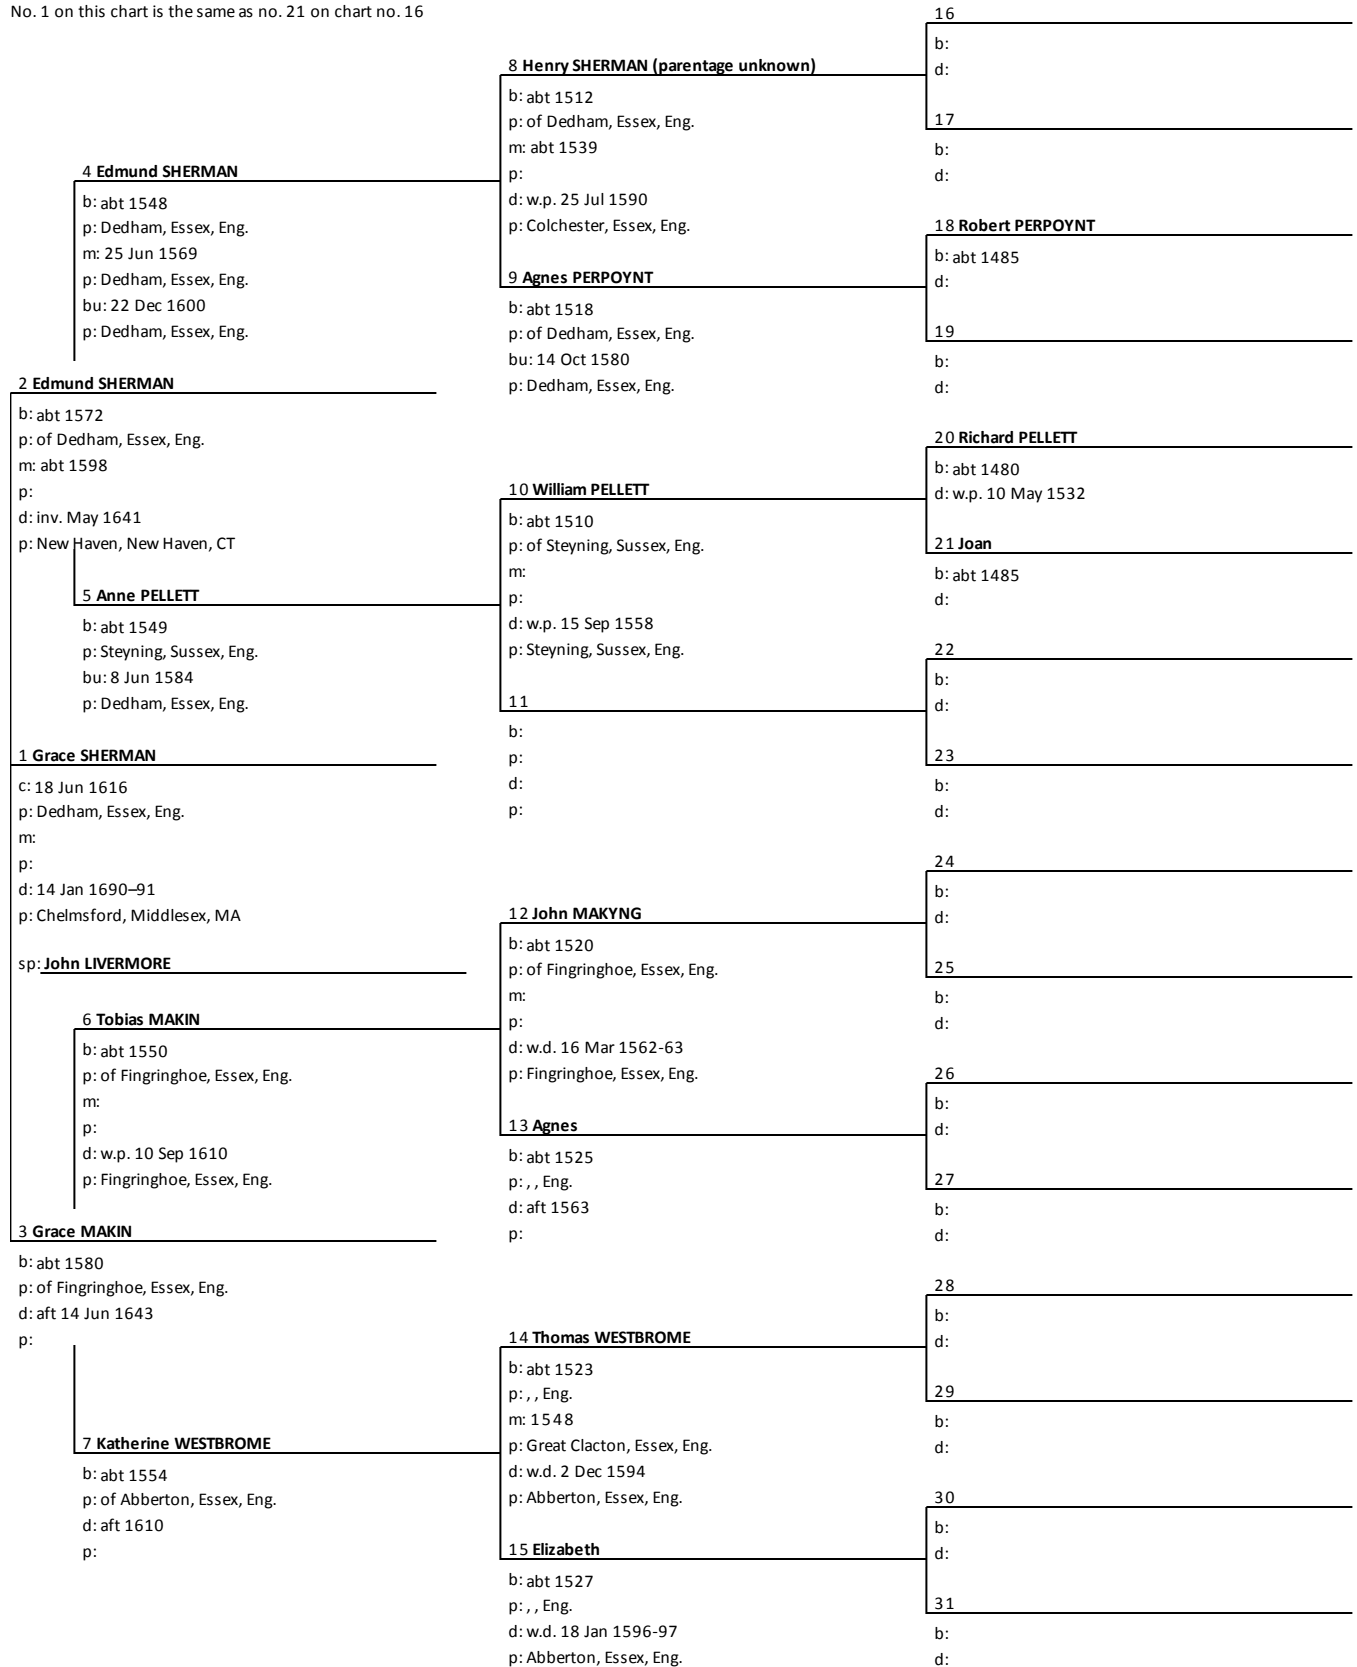 No. 1 on this chart is the same as no. 21 on chart no. 16
16
b:
d:
8 Henry SHERMAN (parentage unknown)
b: abt 1512
p: of Dedham, Essex, Eng.
m: abt 1539
p:
d: w.p. 25 Jul 1590
p: Colchester, Essex, Eng.
17
b:
d:
4 Edmund SHERMAN
b: abt 1548
p: Dedham, Essex, Eng.
m: 25 Jun 1569
p: Dedham, Essex, Eng.
bu: 22 Dec 1600
p: Dedham, Essex, Eng.
18 Robert PERPOYNT
b: abt 1485
d:
9 Agnes PERPOYNT
b: abt 1518
p: of Dedham, Essex, Eng.
bu: 14 Oct 1580
p: Dedham, Essex, Eng.
19
b:
d:
2 Edmund SHERMAN
b: abt 1572
p: of Dedham, Essex, Eng.
m: abt 1598
p:
d: inv. May 1641
p: New Haven, New Haven, CT
20 Richard PELLETT
b: abt 1480
d: w.p. 10 May 1532
10 William PELLETT
b: abt 1510
p: of Steyning, Sussex, Eng.
m:
p:
d: w.p. 15 Sep 1558
p: Steyning, Sussex, Eng.
21 Joan
b: abt 1485
d:
5 Anne PELLETT
b: abt 1549
p: Steyning, Sussex, Eng.
bu: 8 Jun 1584
p: Dedham, Essex, Eng.
22
b:
d:
11
b:
p:
d:
p:
23
b:
d:
1 Grace SHERMAN
c: 18 Jun 1616
p: Dedham, Essex, Eng.
m:
p:
d: 14 Jan 1690–91
p: Chelmsford, Middlesex, MA
sp: John LIVERMORE
24
b:
d:
12 John MAKYNG
b: abt 1520
p: of Fingringhoe, Essex, Eng.
m:
p:
d: w.d. 16 Mar 1562-63
p: Fingringhoe, Essex, Eng.
25
b:
d:
6 Tobias MAKIN
b: abt 1550
p: of Fingringhoe, Essex, Eng.
m:
p:
d: w.p. 10 Sep 1610
p: Fingringhoe, Essex, Eng.
26
b:
d:
13 Agnes
b: abt 1525
p: , , Eng.
d: aft 1563
p:
27
b:
d:
3 Grace MAKIN
b: abt 1580
p: of Fingringhoe, Essex, Eng.
d: aft 14 Jun 1643
p:
28
b:
d:
14 Thomas WESTBROME
b: abt 1523
p: , , Eng.
m: 1548
p: Great Clacton, Essex, Eng.
d: w.d. 2 Dec 1594
p: Abberton, Essex, Eng.
29
b:
d:
7 Katherine WESTBROME
b: abt 1554
p: of Abberton, Essex, Eng.
d: aft 1610
p:
30
b:
d:
15 Elizabeth
b: abt 1527
p: , , Eng.
d: w.d. 18 Jan 1596-97
p: Abberton, Essex, Eng.
31
b:
d: